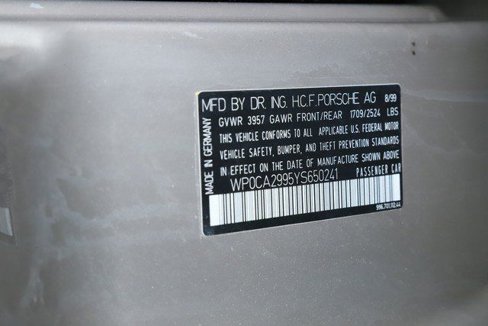 MFD BY DR. ING. H.C.F. PORSCHE AG 8/99
GVWR 3957 GAWR FRONT/REAR 1709/2524 LBS
THIS VEHICLE CONFORMS TO ALL APPLICABLE U.S. FEDERAL MOTOR
VEHICLE SAFETY, BUMPER, AND THEFT PREVENTION STANDARDS
IN EFFECT ON THE DATE OF MANUFACTURE SHOWN ABOVE
WP0CA2995YS650241 PASSENGER CAR
MADE IN GERMANY